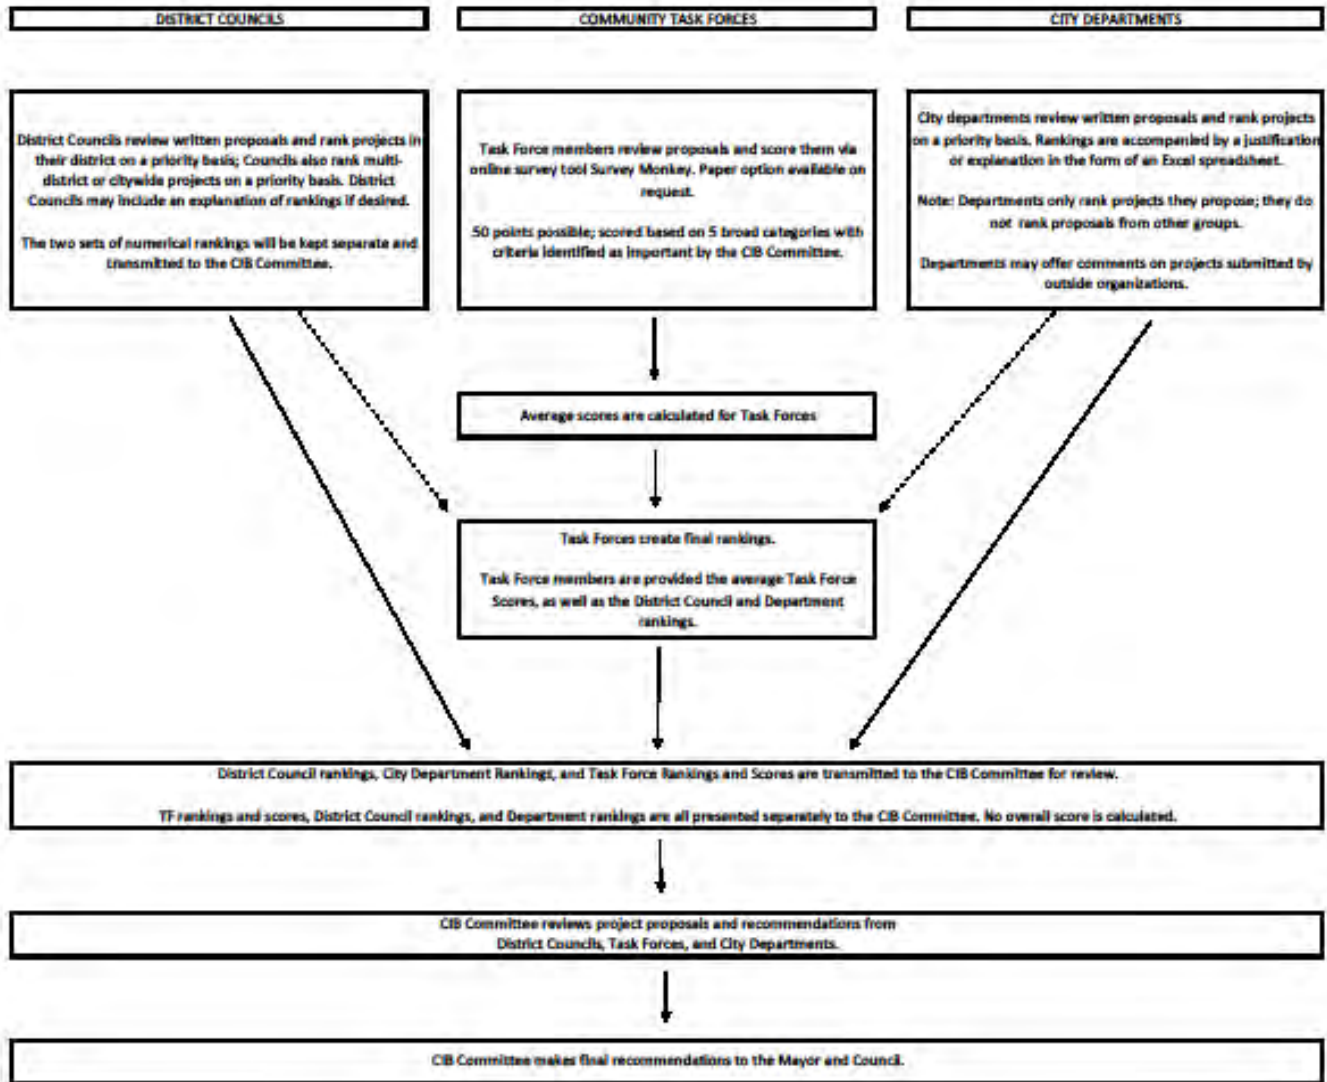 DISTRICT COUNCILS
COMMUNITY TASK FORCES
CITY DEPARTMENTS
District Councils review written proposals and rank projects in
their district on a priority basis; Councils also rank multi-
district or citywide projects on a priority basis. District
Councils may include an explanation of rankings if desired.
The two sets of numerical rankings will be kept separate and
transmitted to the CIB Committee.
Task Force members review proposals and score them via
online survey tool Survey Monkey. Paper option available on
request.
50 points possible; scored based on 5 broad categories with
criteria identified as important by the CIB Committee.
City departments review written proposals and rank projects
on a priority basis. Rankings are accompanied by a justification
or explanation in the form of an Excel spreadsheet.
Note: Departments only rank projects they propose; they do
not rank proposals from other groups.
Departments may offer comments on projects submitted by
outside organizations.
Average scores are calculated for Task Forces
Task Forces create final rankings.
Task Force members are provided the average Task Force
Scores, as well as the District Council and Department
rankings.
District Council rankings, City Department Rankings, and Task Force Rankings and Scores are transmitted to the CIB Committee for review.
TF rankings and scores, District Council rankings, and Department rankings are all presented separately to the CIB Committee. No overall score is calculated.
CIB Committee reviews project proposals and recommendations from
District Councils, Task Forces, and City Departments.
CIB Committee makes final recommendations to the Mayor and Council.